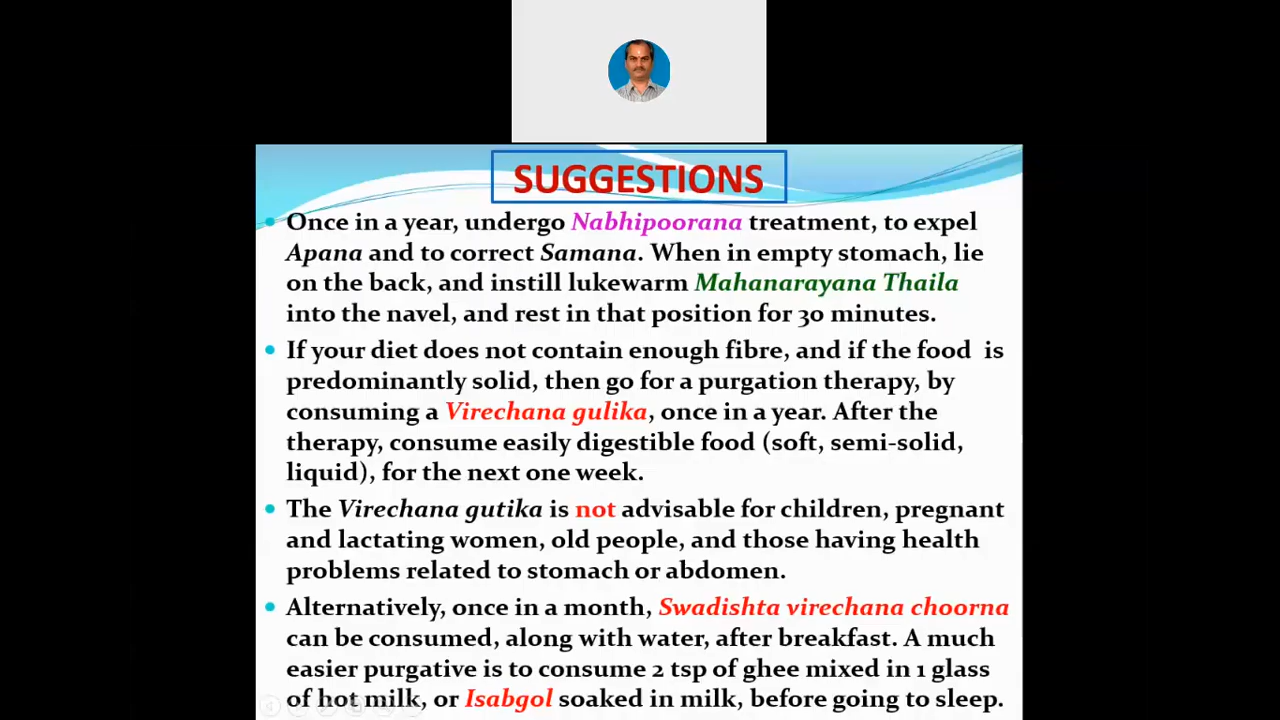 SUGGESTIONS
• Once in a year, undergo Nabhipoorana treatment, to expel
Apana and to correct Samana. When in empty stomach, lie
on the back, and instill lukewarm Mahanarayana Thaila
into the navel, and rest in that position for 30 minutes.
• If your diet does not contain enough fibre, and if the food is
predominantly solid, then go for a purgation therapy, by
consuming a Virechana gulika, once in a year. After the
therapy, consume easily digestible food (soft, semi-solid,
liquid), for the next one week.
• The Virechana gutika is not advisable for children, pregnant
and lactating women, old people, and those having health
problems related to stomach or abdomen.
• Alternatively, once in a month, Swadishta virechana choorna
can be consumed, along with water, after breakfast. A much
easier purgative is to consume 2 tsp of ghee mixed in 1 glass
of hot milk, or Isabgol soaked in milk, before going to sleep.